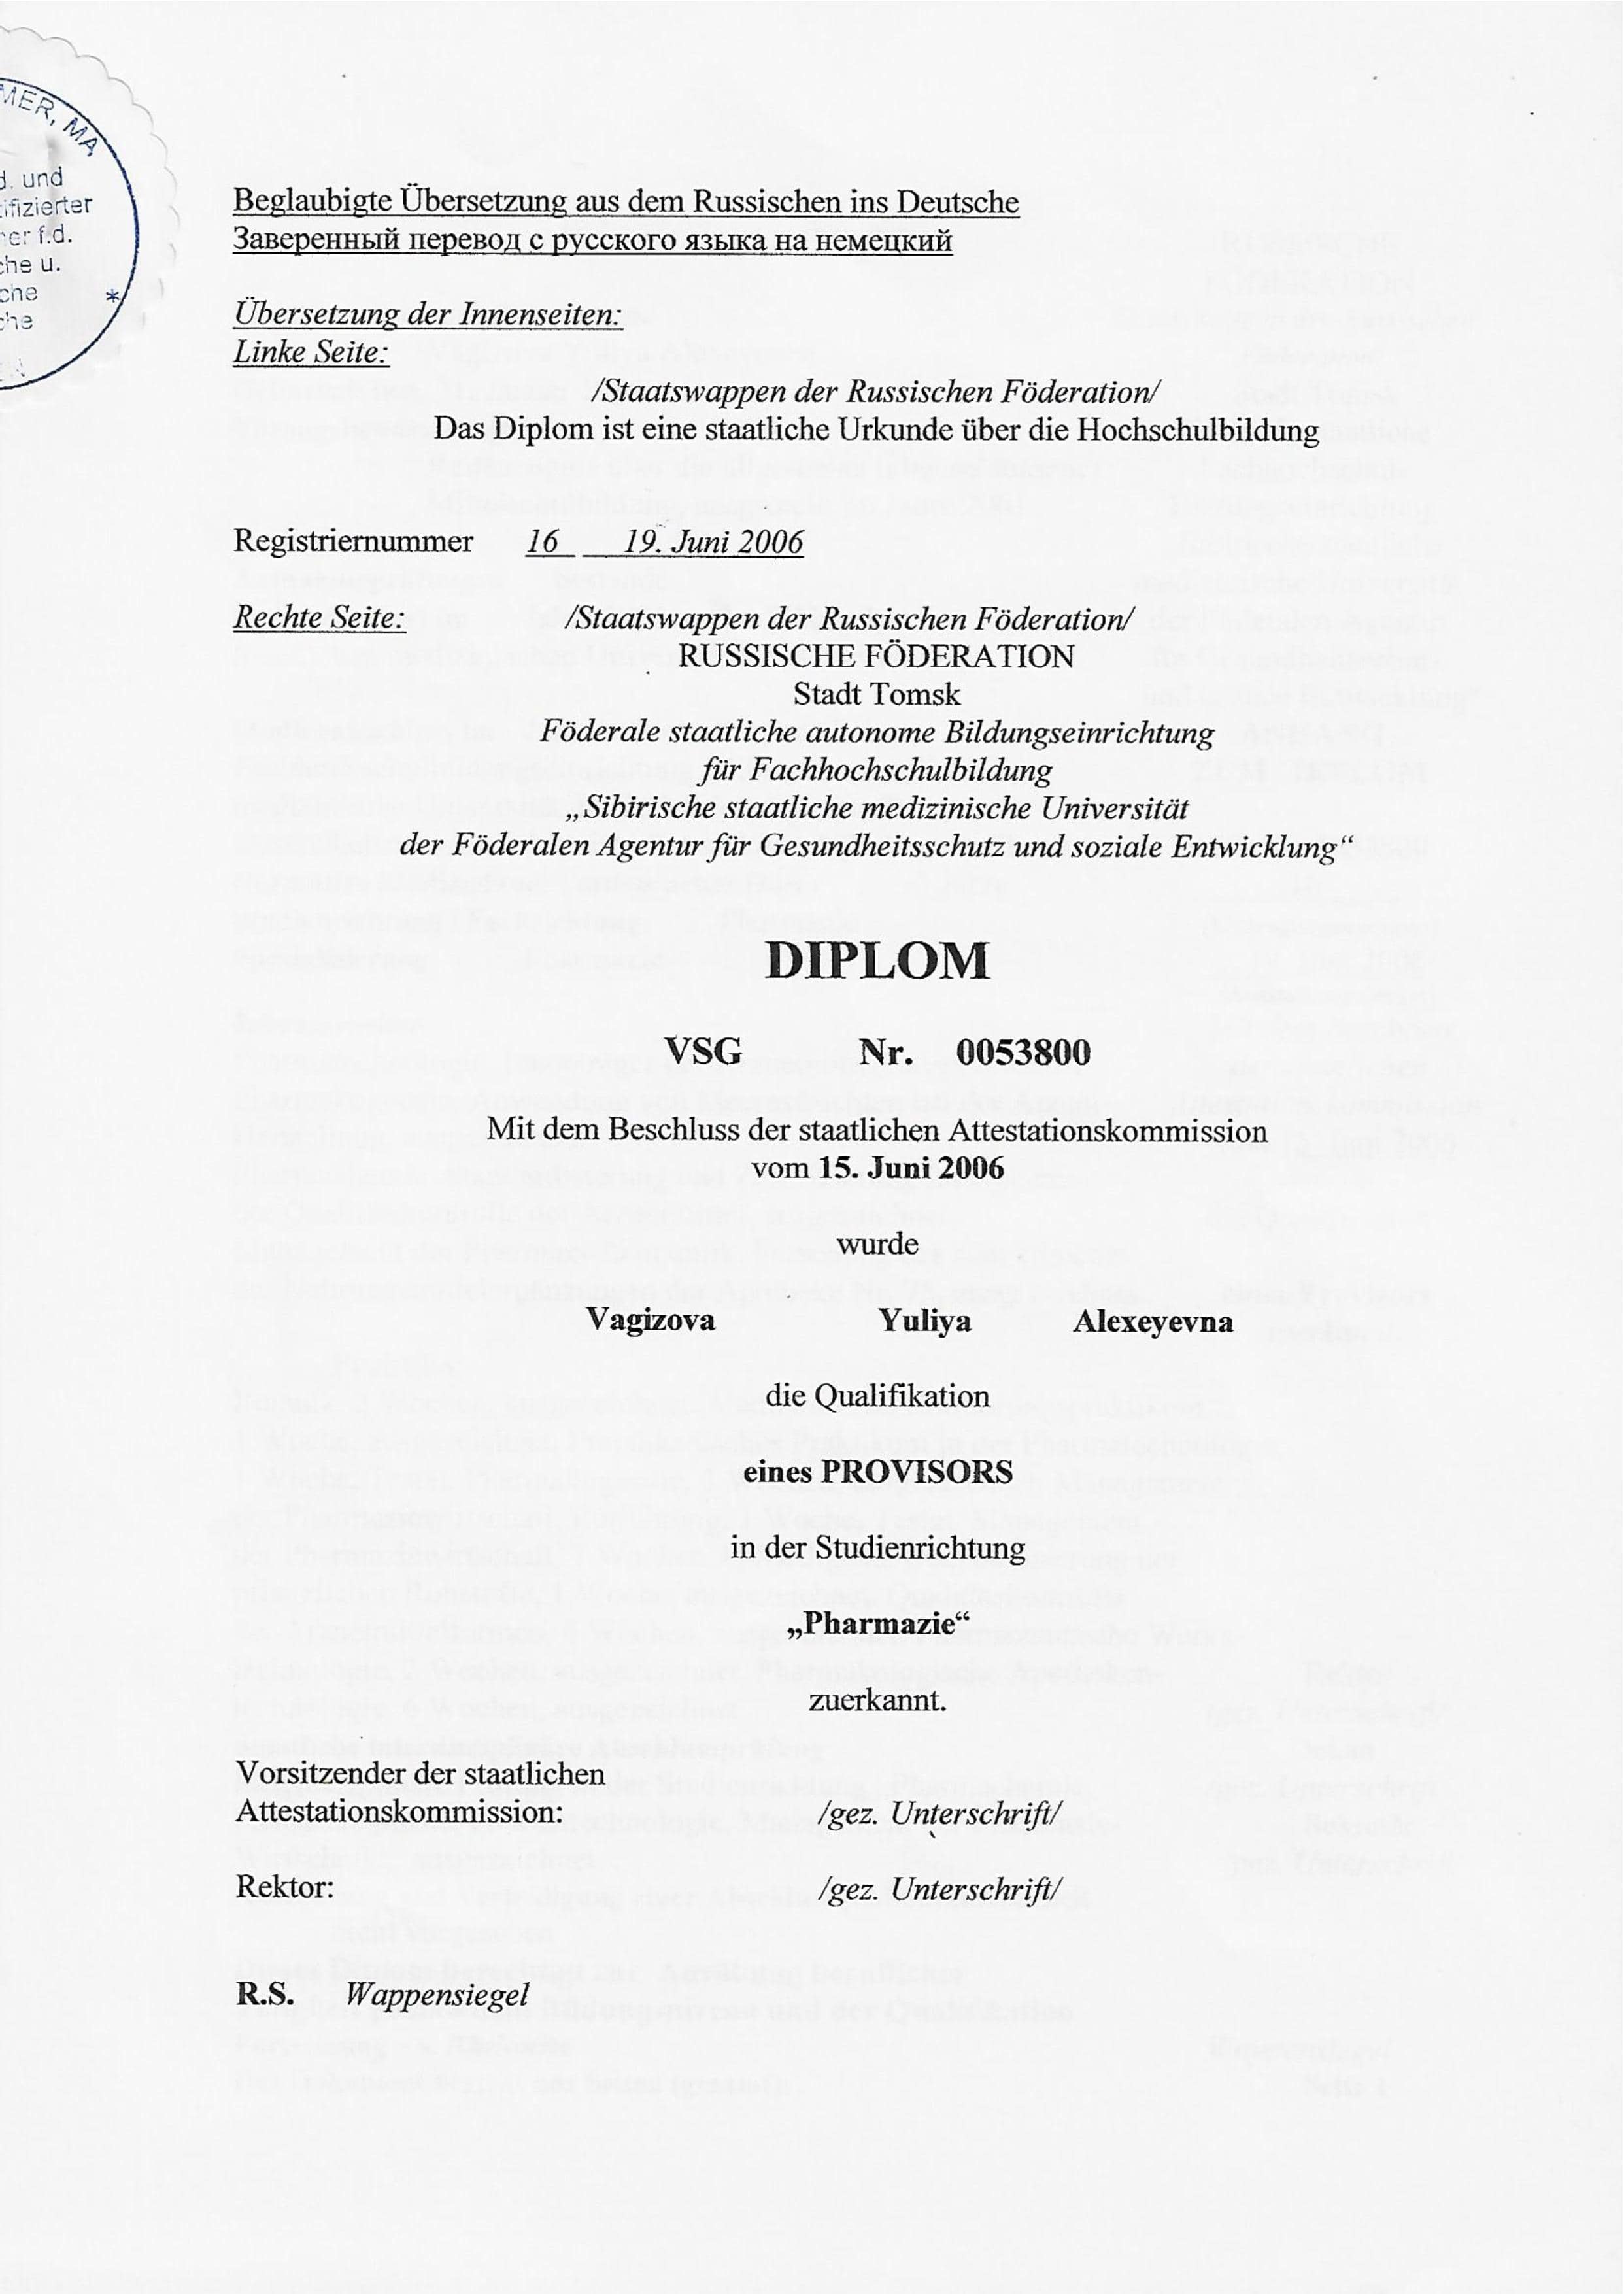 MER, MA
d. und
ifizierter
er f.d.
che u.
che *
che
Beglaubigte Übersetzung aus dem Russischen ins Deutsche
Заверенный перевод с русского языка на немецкий
Übersetzung der Innenseiten:
Linke Seite:
/Staatswappen der Russischen Föderation/
Das Diplom ist eine staatliche Urkunde über die Hochschulbildung
Registriernummer 16 19. Juni 2006
Rechte Seite: /Staatswappen der Russischen Föderation/
RUSSISCHE FÖDERATION
Stadt Tomsk
Föderale staatliche autonome Bildungseinrichtung
für Fachhochschulbildung
„Sibirische staatliche medizinische Universität
der Föderalen Agentur für Gesundheitsschutz und soziale Entwicklung“
DIPLOM
VSG Nr. 0053800
Mit dem Beschluss der staatlichen Attestationskommission
vom 15. Juni 2006
wurde
Vagizova Yuliya Alexeyevna
die Qualifikation
eines PROVISORS
in der Studienrichtung
„Pharmazie“
zuerkannt.
Vorsitzender der staatlichen
Attestationskommission: /gez. Unterschrift/
Rektor: /gez. Unterschrift/
R.S. Wappensiegel